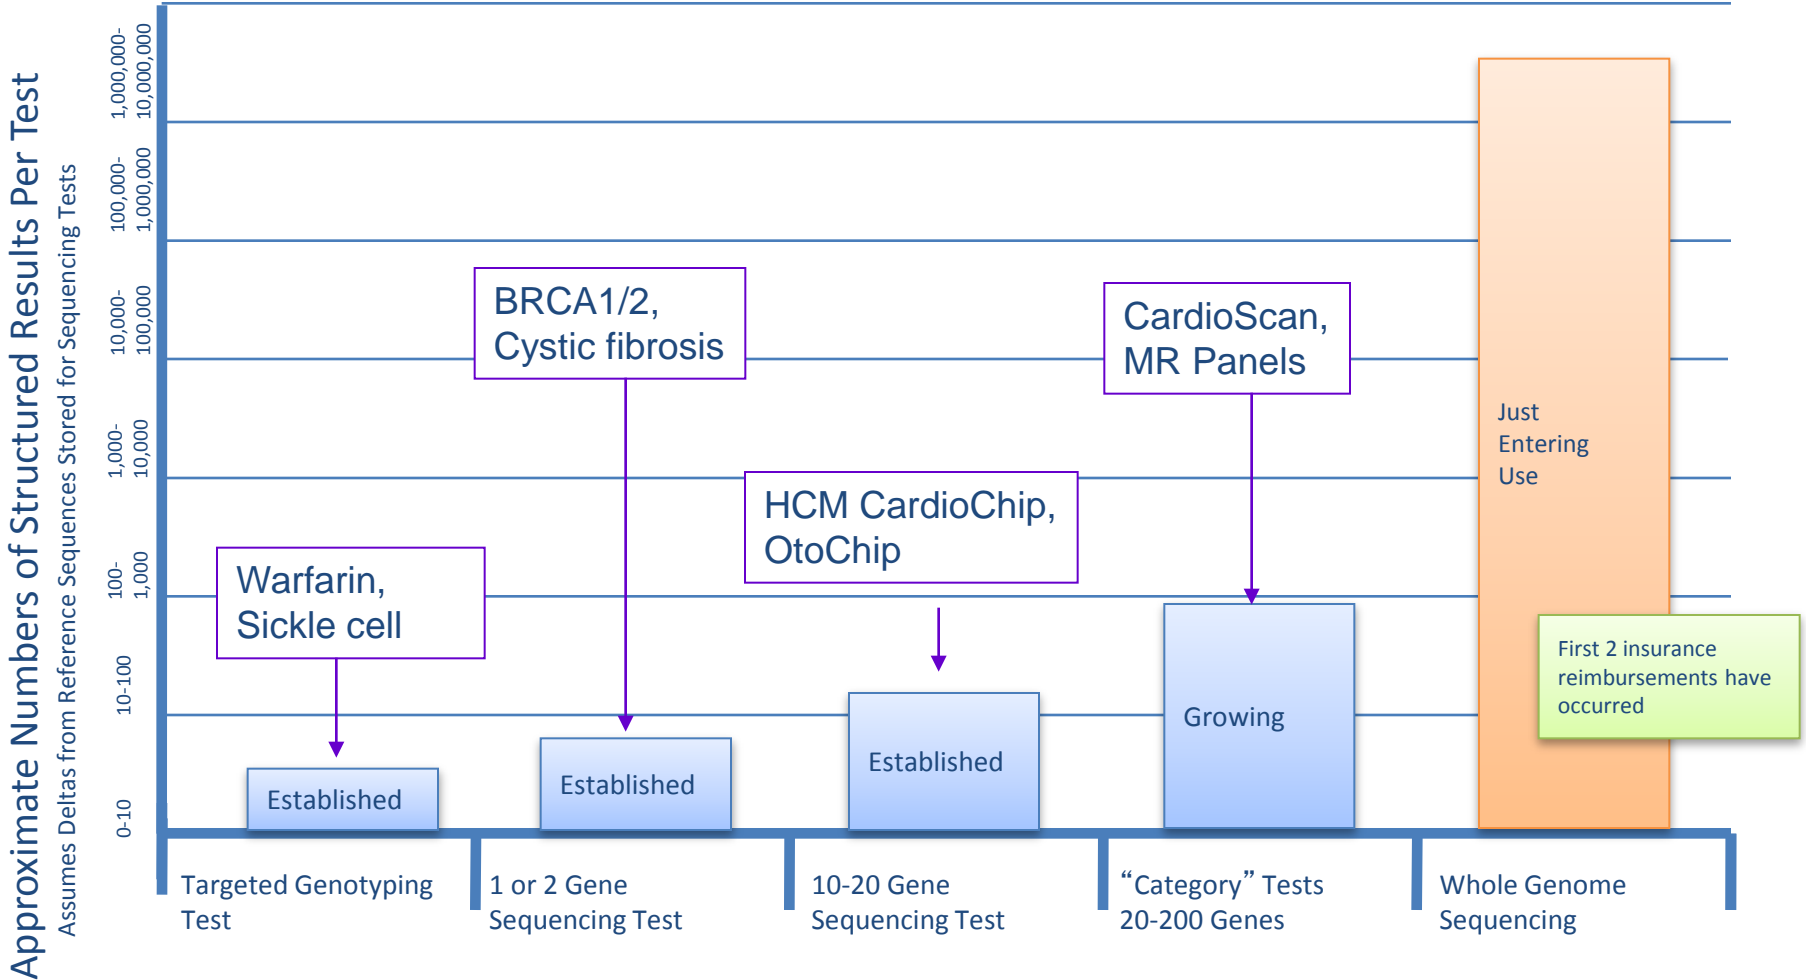 Approximate Numbers of Structured Results Per Test
Assumes Deltas from Reference Sequences Stored for Sequencing Tests
1,000,000-
10,000,000
100,000-
1,000,000
10,000-
100,000
1,000-
10,000
100-
1,000
10-100
0-10
Warfarin,
Sickle cell
BRCA1/2,
Cystic fibrosis
HCM CardioChip,
OtoChip
CardioScan,
MR Panels
Established
Established
Established
Growing
Just
Entering
Use
First 2 insurance
reimbursements have
occurred
Targeted Genotyping
Test
1 or 2 Gene
Sequencing Test
10-20 Gene
Sequencing Test
“Category” Tests
20-200 Genes
Whole Genome
Sequencing